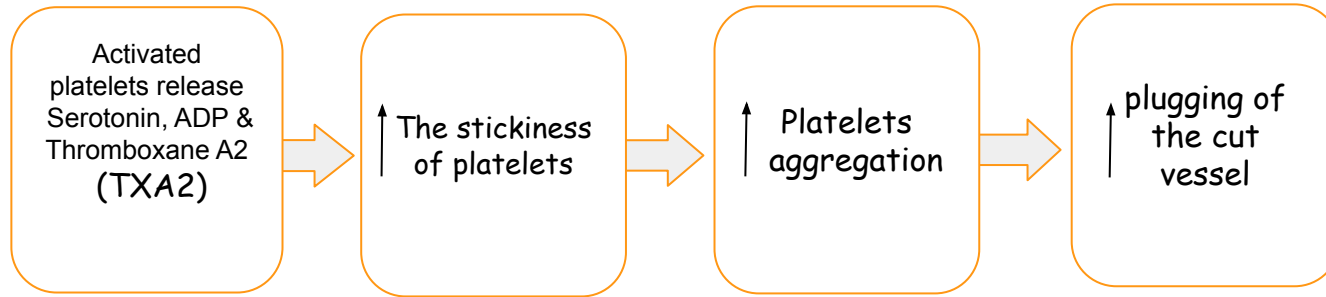 Activated
platelets release
Serotonin, ADP &
Thromboxane A2
(TXA2)
The stickiness
of platelets
Platelets
aggregation
plugging of
the cut
vessel